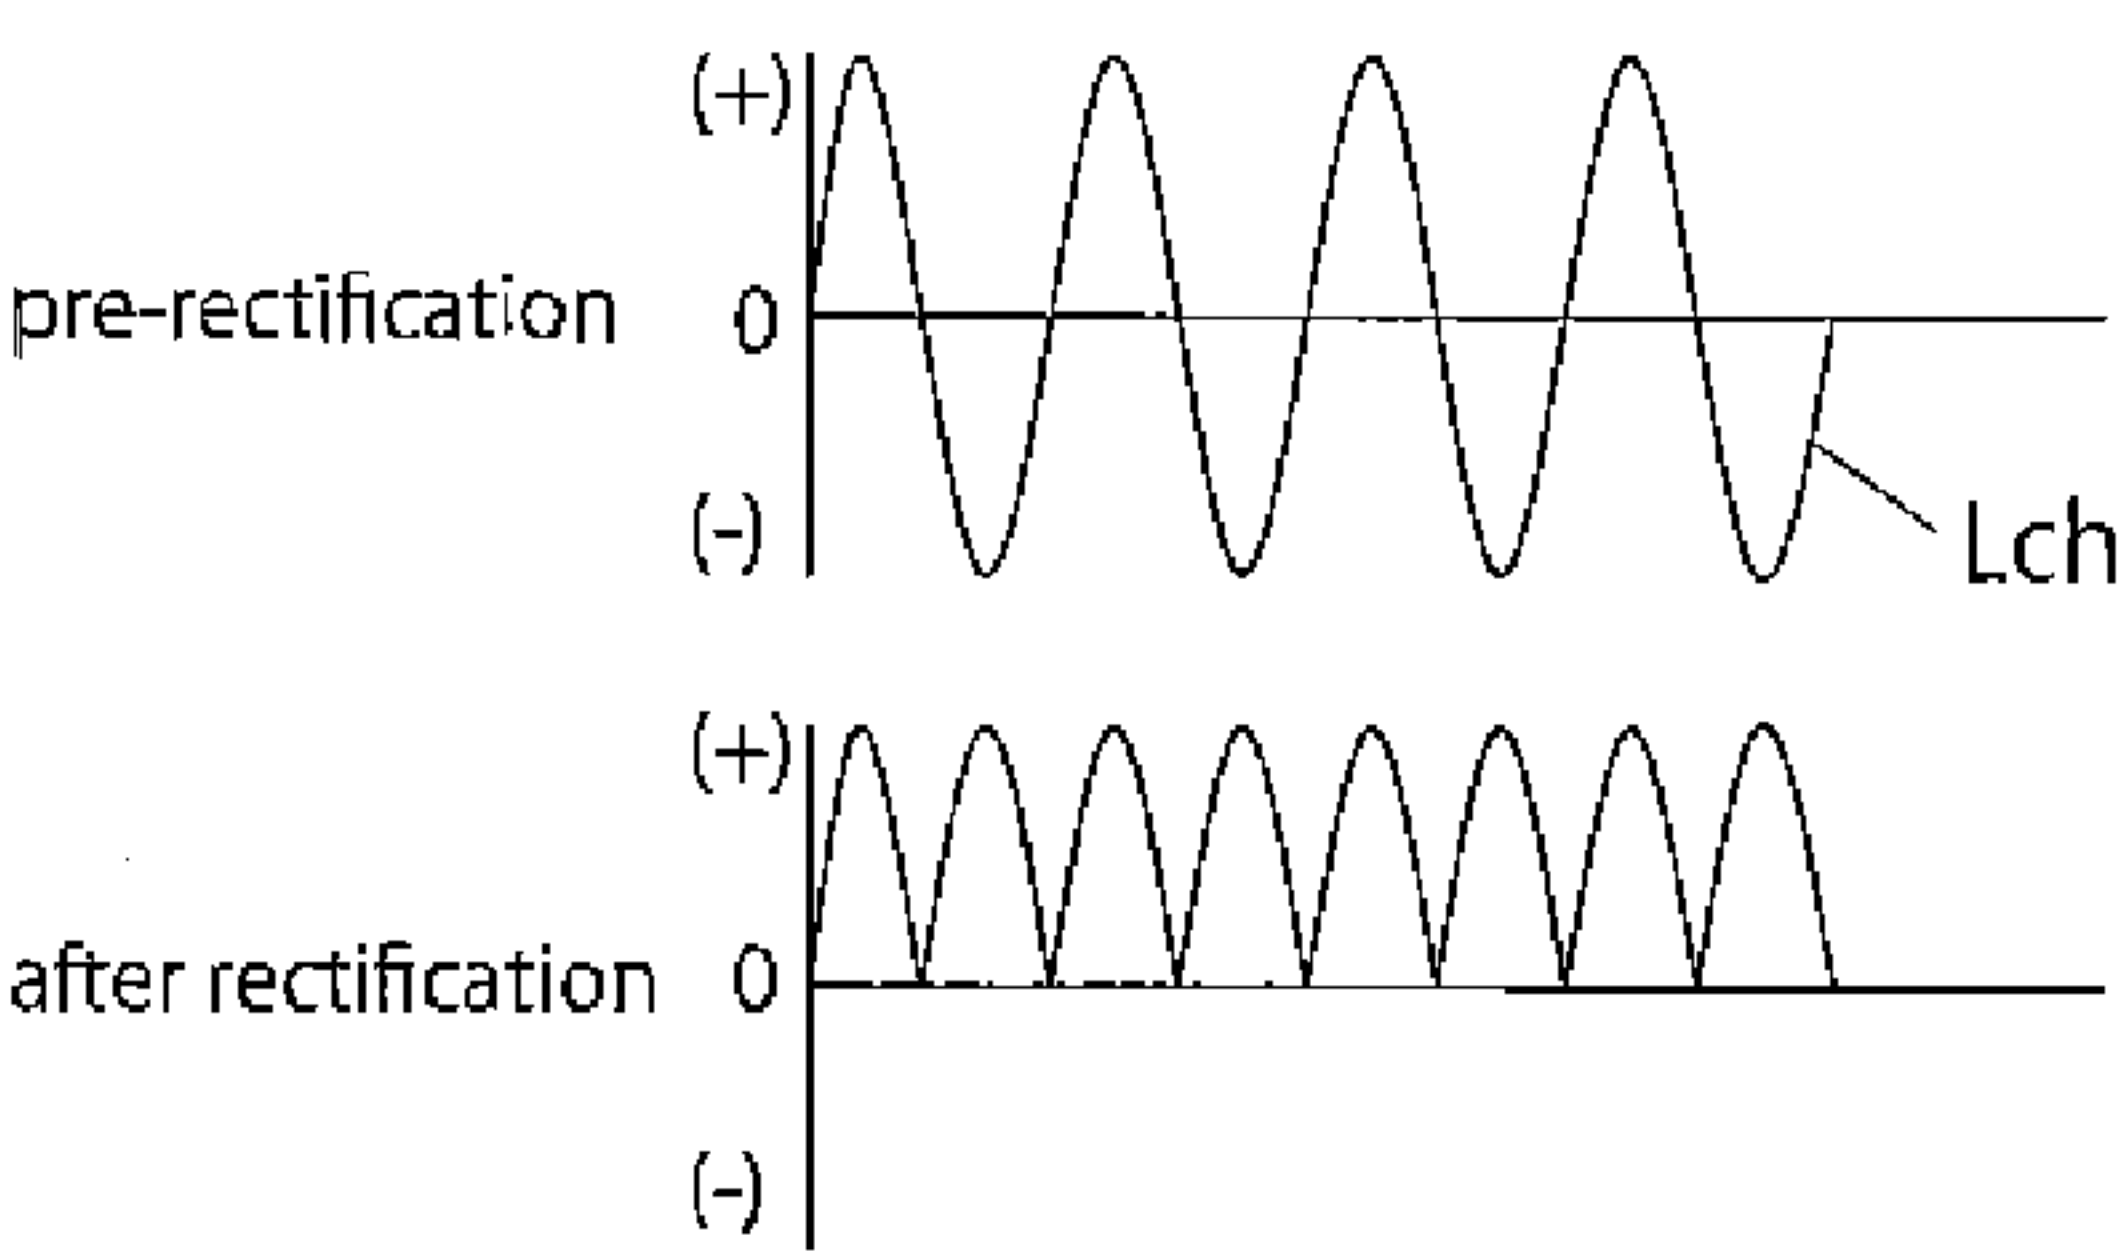 (+)
pre-rectification 0
(-)
Lch
(+)
after rectification 0
(-)